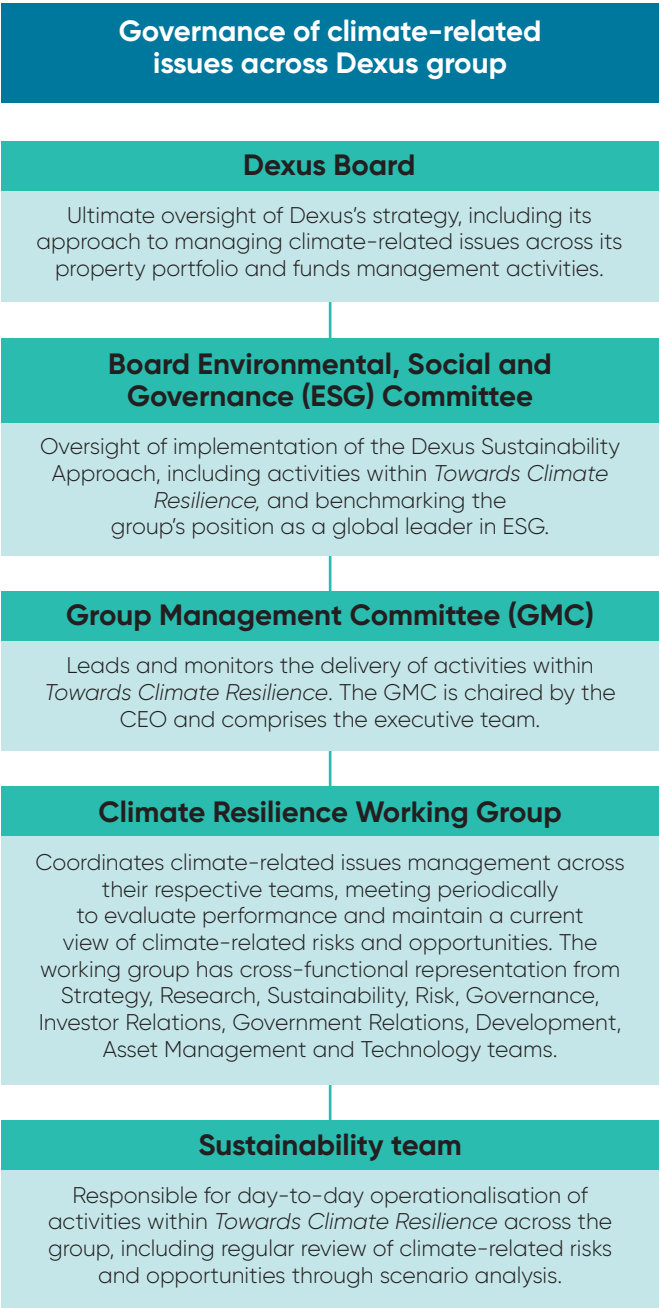 Governance of climate-related
issues across Dexus group
Dexus Board
Ultimate oversight of Dexus’s strategy, including its
approach to managing climate-related issues across its
property portfolio and funds management activities.
Board Environmental, Social and
Governance (ESG) Committee
Oversight of implementation of the Dexus Sustainability
Approach, including activities within Towards Climate
Resilience, and benchmarking the
group’s position as a global leader in ESG.
Group Management Committee (GMC)
Leads and monitors the delivery of activities within
Towards Climate Resilience. The GMC is chaired by the
CEO and comprises the executive team.
Climate Resilience Working Group
Coordinates climate-related issues management across
their respective teams, meeting periodically
to evaluate performance and maintain a current
view of climate-related risks and opportunities. The
working group has cross-functional representation from
Strategy, Research, Sustainability, Risk, Governance,
Investor Relations, Government Relations, Development,
Asset Management and Technology teams.
Sustainability team
Responsible for day-to-day operationalisation of
activities within Towards Climate Resilience across the
group, including regular review of climate-related risks
and opportunities through scenario analysis.